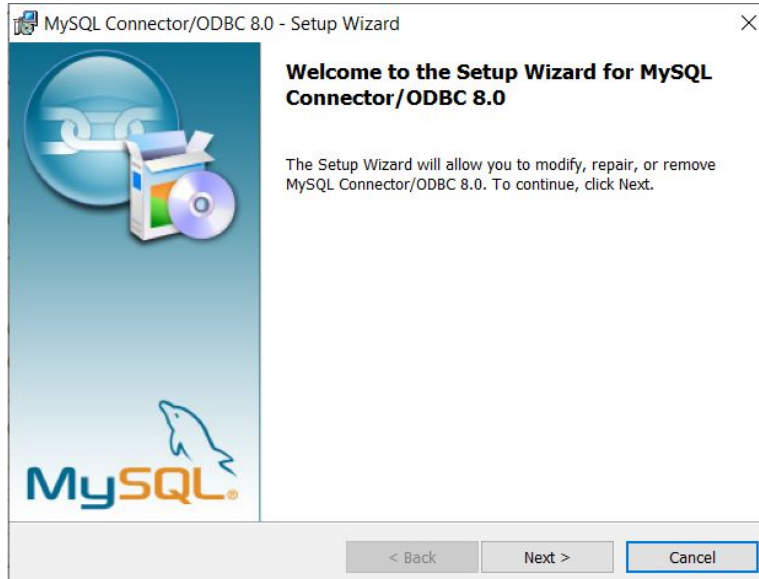 MySQL Connector/ODBC 8.0 - Setup Wizard
Welcome to the Setup Wizard for MySQL
Connector/ODBC 8.0
The Setup Wizard will allow you to modify, repair, or remove
MySQL Connector/ODBC 8.0. To continue, click Next.
MySQL®
< Back Next > Cancel